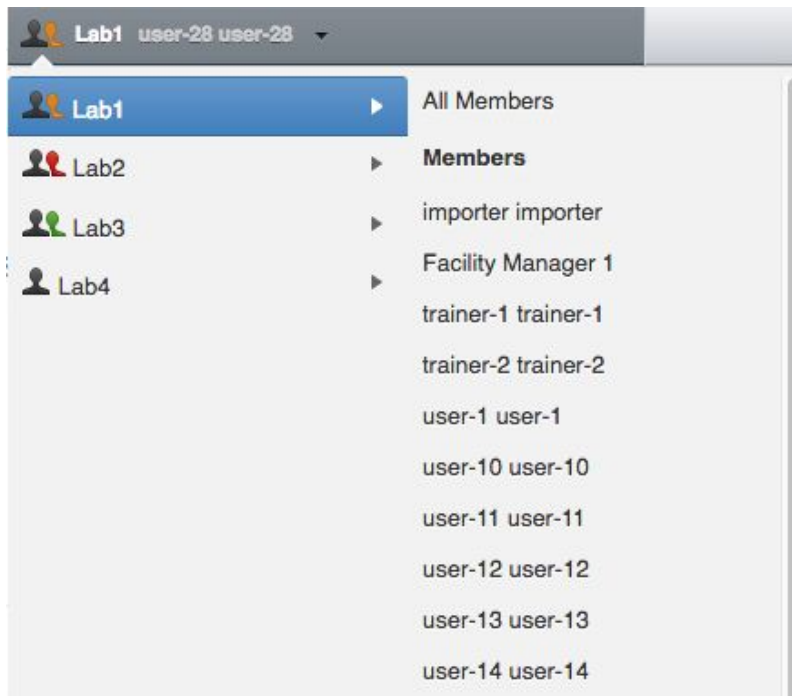 Lab1 user-28 user-28
Lab1
Lab2
Lab3
Lab4
All Members
Members
importer importer
Facility Manager 1
trainer-1 trainer-1
trainer-2 trainer-2
user-1 user-1
user-10 user-10
user-11 user-11
user-12 user-12
user-13 user-13
user-14 user-14